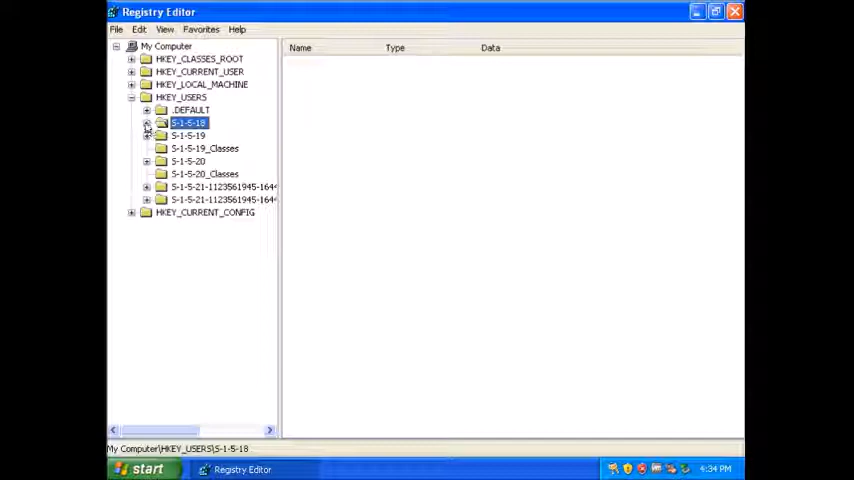 Registry Editor
File Edit View Favorites Help
My Computer
HKEY_CLASSES_ROOT
HKEY_CURRENT_USER
HKEY_LOCAL_MACHINE
HKEY_USERS
.DEFAULT
S-1-5-18
S-1-5-19
S-1-5-19_Classes
S-1-5-20
S-1-5-20_Classes
S-1-5-21-1123561945-164
S-1-5-21-1123561945-164
HKEY_CURRENT_CONFIG
Name Type Data
My Computer\HKEY_USERS\S-1-5-18
start Registry Editor 4:34 PM